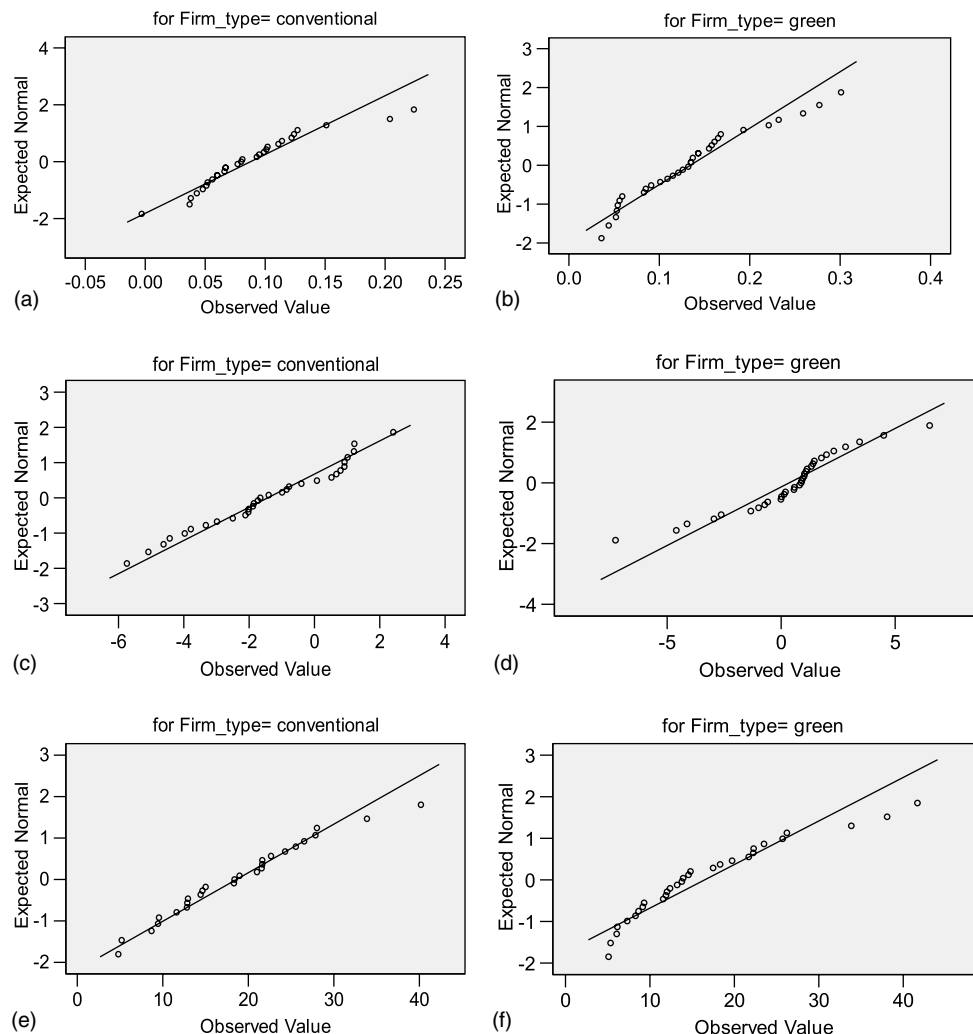 for Firm_type= conventional
Expected Normal
4
2
0
-2
-0.05 0.00 0.05 0.10 0.15 0.20 0.25
(a) Observed Value
for Firm_type= green
Expected Normal
3
2
1
0
-1
-2
0.0 0.1 0.2 0.3 0.4
(b) Observed Value
for Firm_type= conventional
Expected Normal
3
2
1
0
-1
-2
-3
-6 -4 -2 0 2 4
(c) Observed Value
for Firm_type= green
Expected Normal
2
0
-2
-4
-5 0 5
(d) Observed Value
for Firm_type= conventional
Expected Normal
3
2
1
0
-1
-2
0 10 20 30 40
(e) Observed Value
for Firm_type= green
Expected Normal
3
2
1
0
-1
-2
0 10 20 30 40
(f) Observed Value